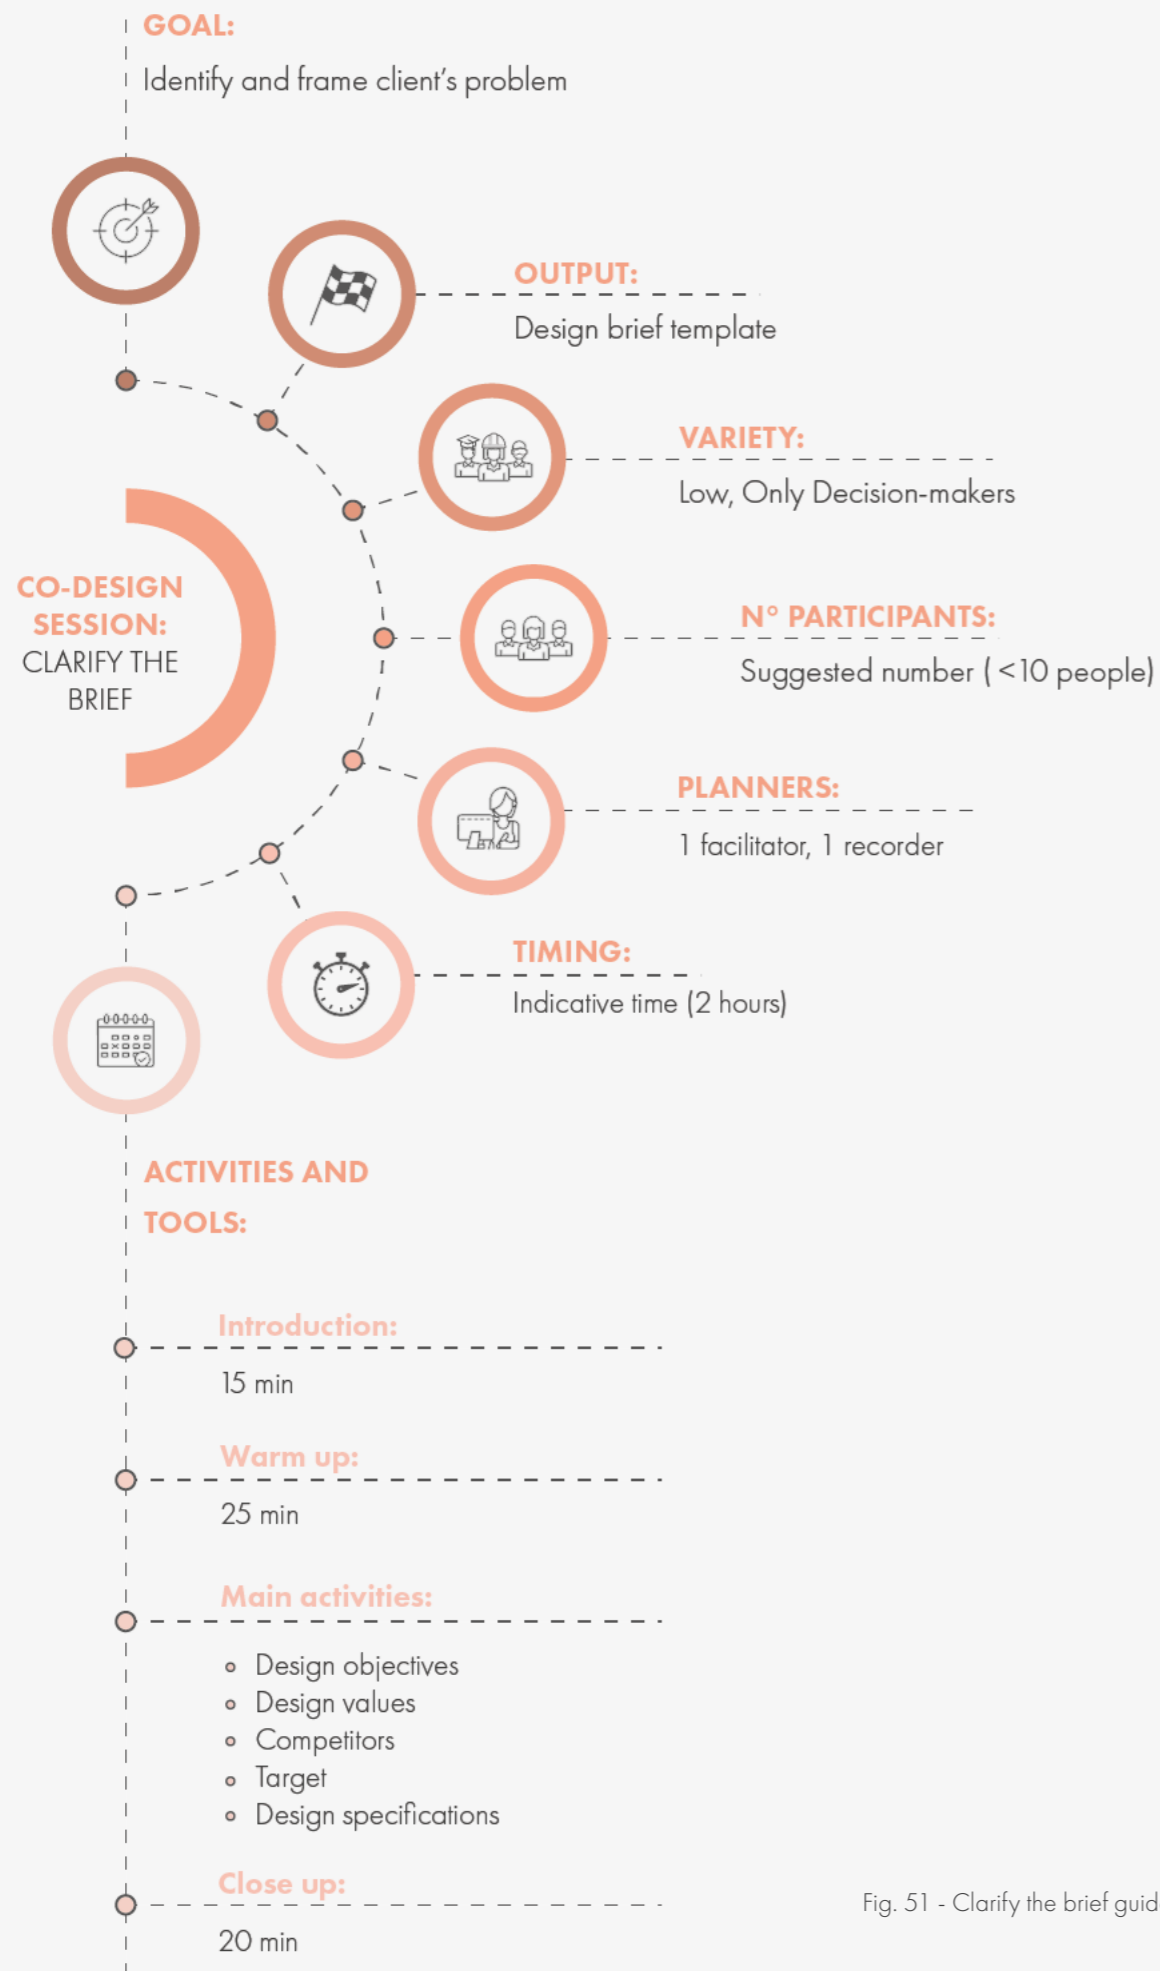 GOAL:
Identify and frame client's problem
OUTPUT:
Design brief template
VARIETY:
Low, Only Decision-makers
CO-DESIGN
SESSION:
CLARIFY THE
BRIEF
N° PARTICIPANTS:
Suggested number ( <10 people)
PLANNERS:
1 facilitator, 1 recorder
TIMING:
Indicative time (2 hours)
ACTIVITIES AND
TOOLS:
Introduction:
15 min
Warm up:
25 min
Main activities:
Design objectives
Design values
Competitors
Target
Design specifications
Close up:
20 min
Fig. 51 - Clarify the brief guid